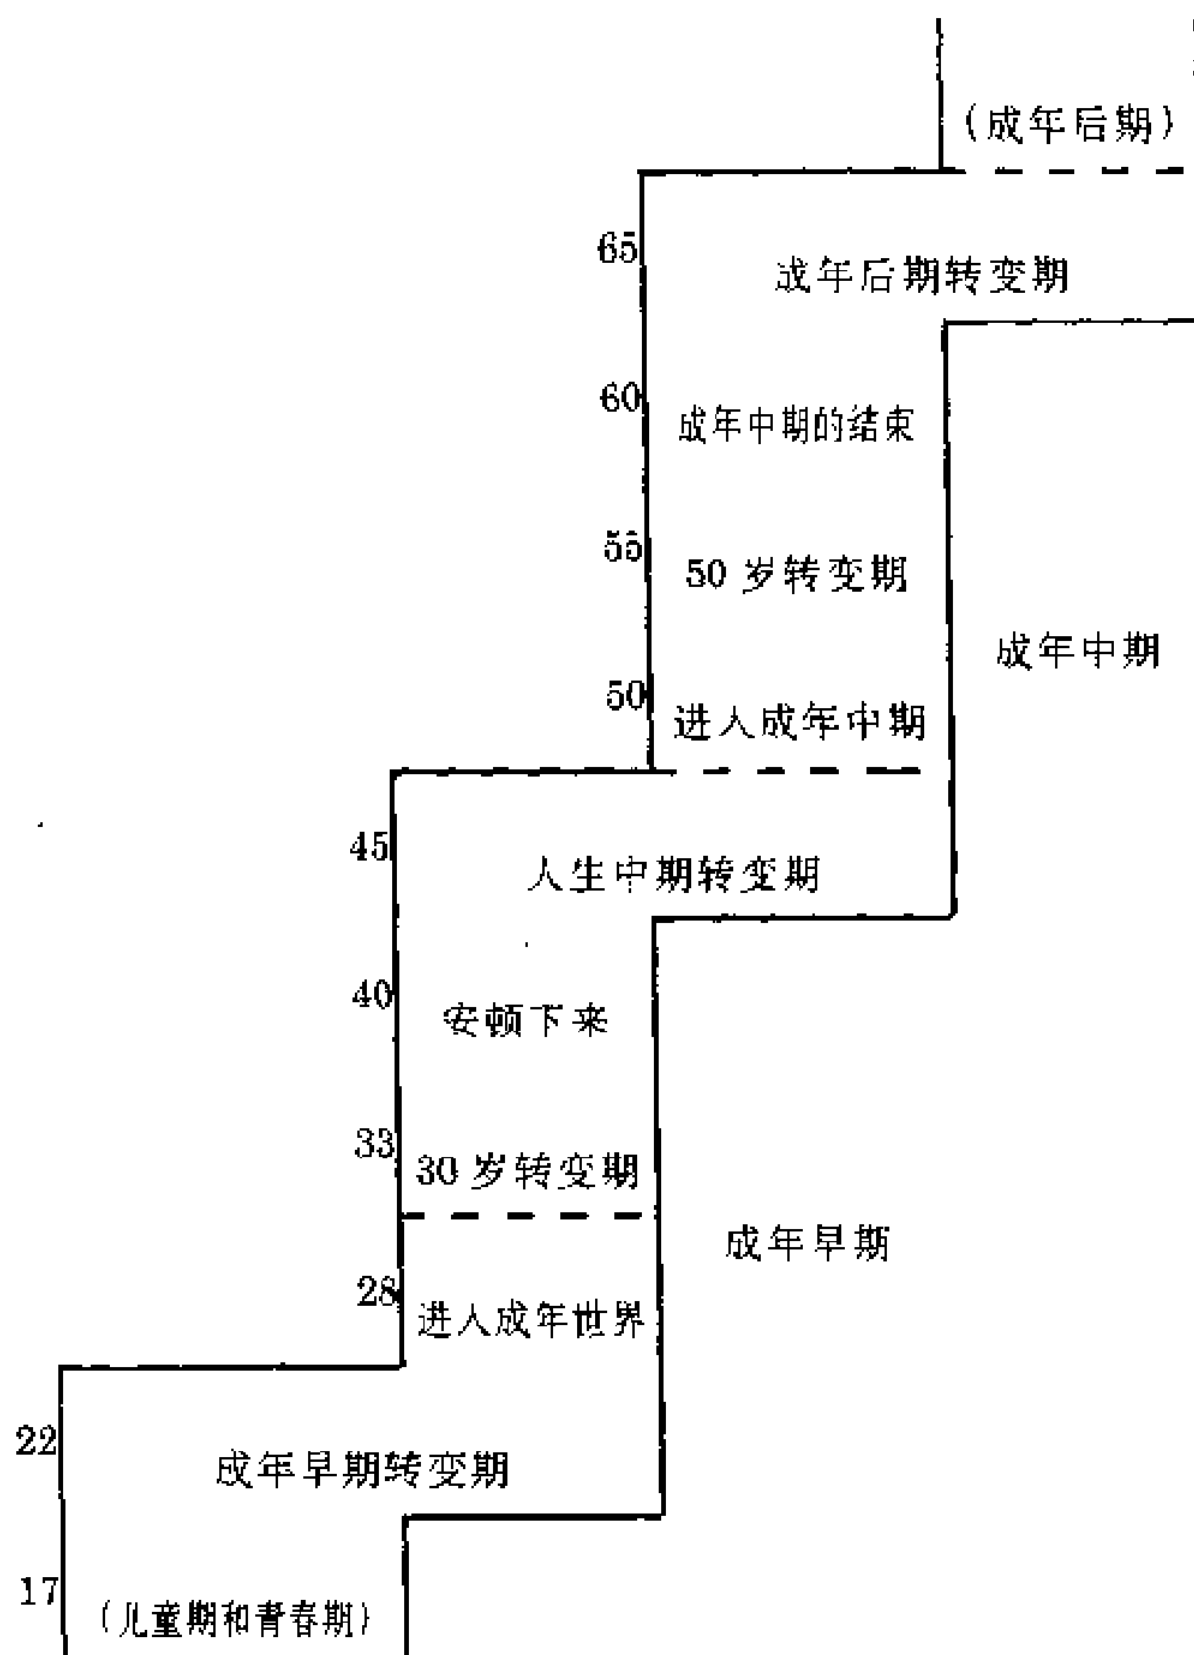 (成年后期)
65
成年后期转变期
60
成年中期的结束
55
50 岁转变期
成年中期
50
进入成年中期
45
人生中期转变期
40
安顿下来
33
30 岁转变期
成年早期
28
进入成年世界
22
成年早期转变期
17
(儿童期和青春期)